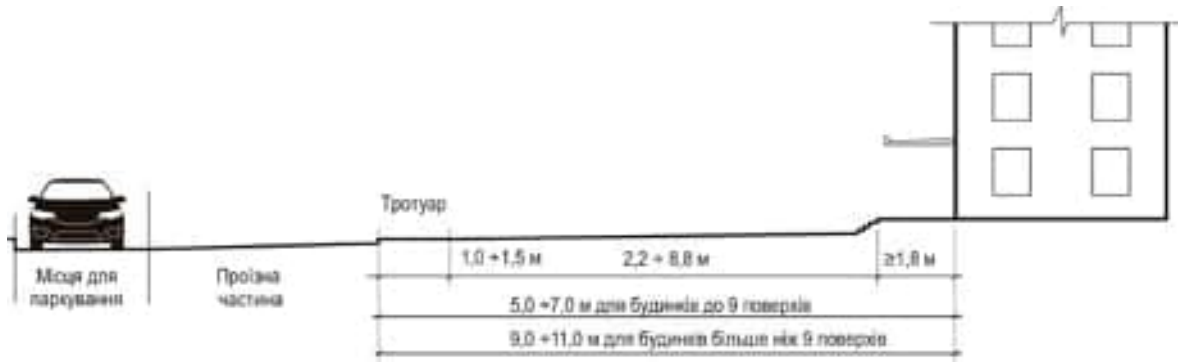 Тротуар
1,0 ÷1,5 м
2,2 ÷ 8,8 м
≥1,8 м
Місця для
паркування
Проїзна
частина
5,0 ÷7,0 м для будинків до 9 поверхів
9,0 ÷11,0 м для будинків більше ніж 9 поверхів